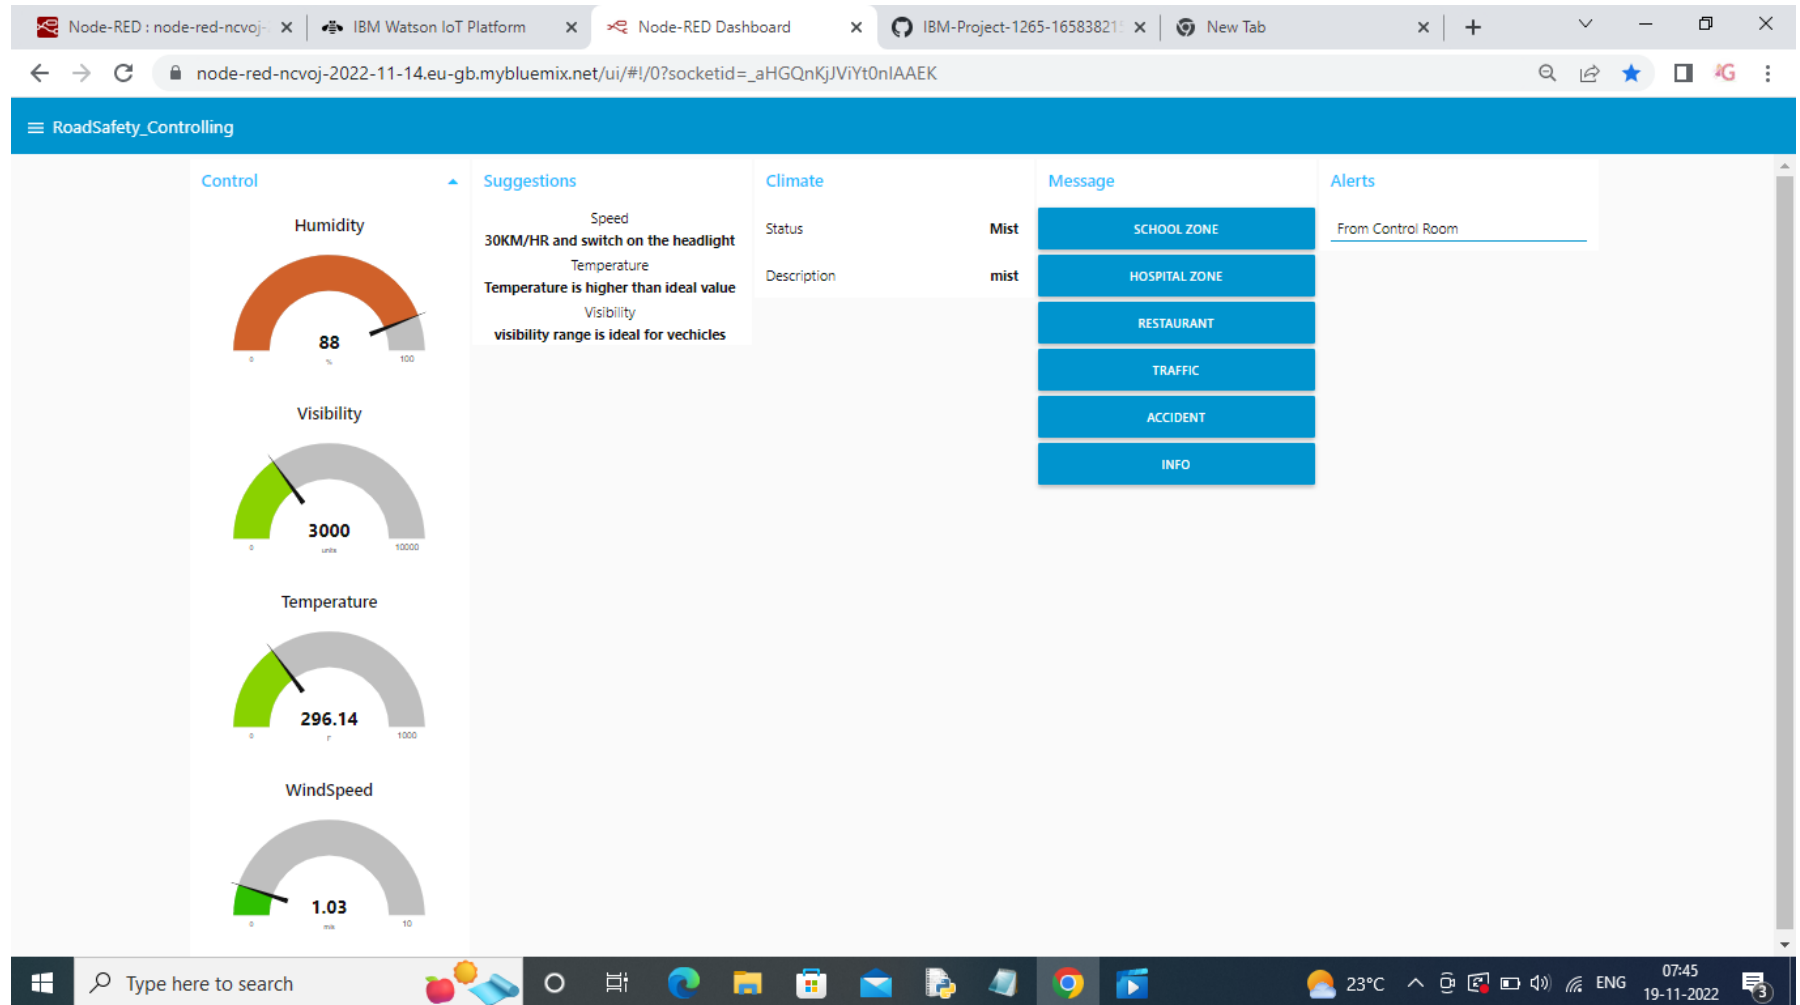 Node-RED : node-red-ncvoj-
IBM Watson IoT Platform
Node-RED Dashboard
IBM-Project-1265-16583821
New Tab
node-red-ncvoj-2022-11-14.eu-gb.mybluemix.net/ui/#!/0?socketid=_aHGQnKjJViYt0nIAAEK
RoadSafety_Controlling
Control
Humidity
88
%
0
100
Visibility
3000
units
0
10000
Temperature
296.14
0
1000
WindSpeed
1.03
m/s
0
10
Suggestions
Speed
30KM/HR and switch on the headlight
Temperature
Temperature is higher than ideal value
Visibility
visibility range is ideal for vechicles
Climate
Status Mist
Description mist
Message
SCHOOL ZONE
HOSPITAL ZONE
RESTAURANT
TRAFFIC
ACCIDENT
INFO
Alerts
From Control Room
Type here to search
23°C
ENG
07:45
19-11-2022
3